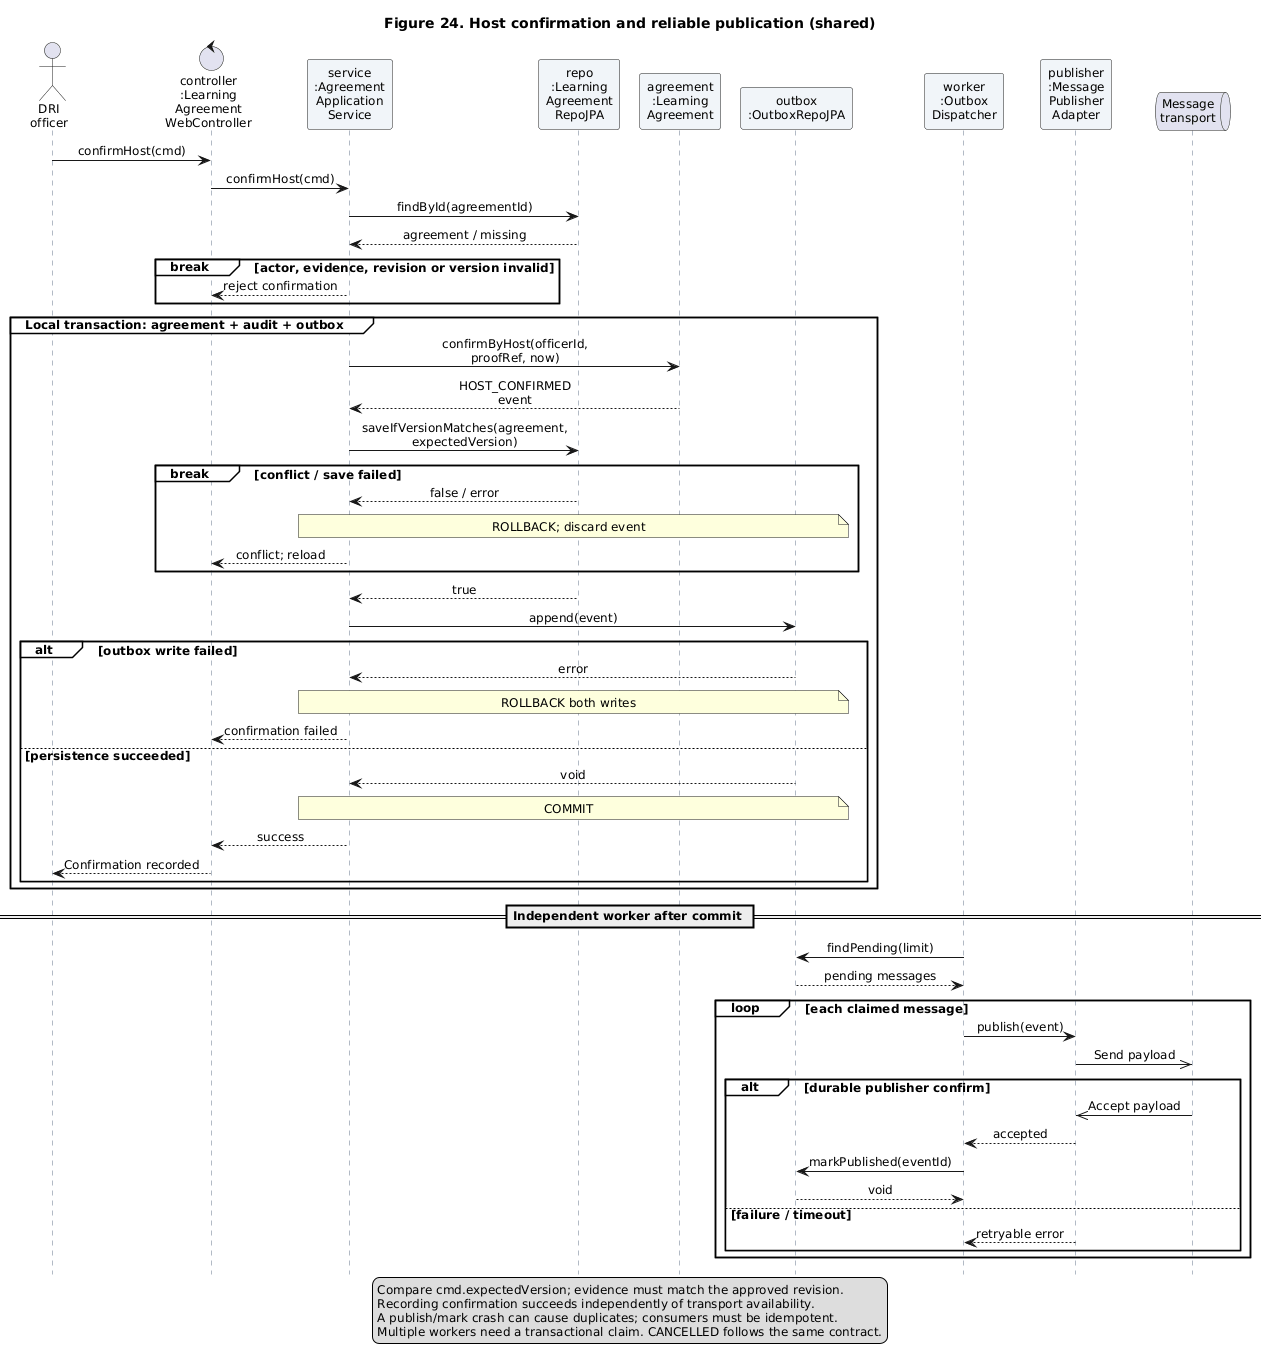 Figure 24. Host confirmation and reliable publication (shared)
DRI
officer
controller
:Learning
Agreement
WebController
service
:Agreement
Application
Service
repo
:Learning
Agreement
RepoJPA
agreement
:Learning
Agreement
outbox
:OutboxRepoJPA
worker
:Outbox
Dispatcher
publisher
:Message
Publisher
Adapter
Message
transport
confirmHost(cmd)
confirmHost(cmd)
findById(agreementId)
agreement / missing
break [actor, evidence, revision or version invalid]
reject confirmation
Local transaction: agreement + audit + outbox
confirmByHost(officerId,
proofRef, now)
HOST_CONFIRMED
event
saveIfVersionMatches(agreement,
expectedVersion)
break [conflict / save failed]
false / error
ROLLBACK; discard event
conflict; reload
true
append(event)
alt [outbox write failed]
error
ROLLBACK both writes
confirmation failed
[persistence succeeded]
void
COMMIT
success
Confirmation recorded
Independent worker after commit
findPending(limit)
pending messages
loop [each claimed message]
publish(event)
Send payload
alt [durable publisher confirm]
Accept payload
accepted
markPublished(eventId)
void
[failure / timeout]
retryable error
Compare cmd.expectedVersion; evidence must match the approved revision.
Recording confirmation succeeds independently of transport availability.
A publish/mark crash can cause duplicates; consumers must be idempotent.
Multiple workers need a transactional claim. CANCELLED follows the same contract.